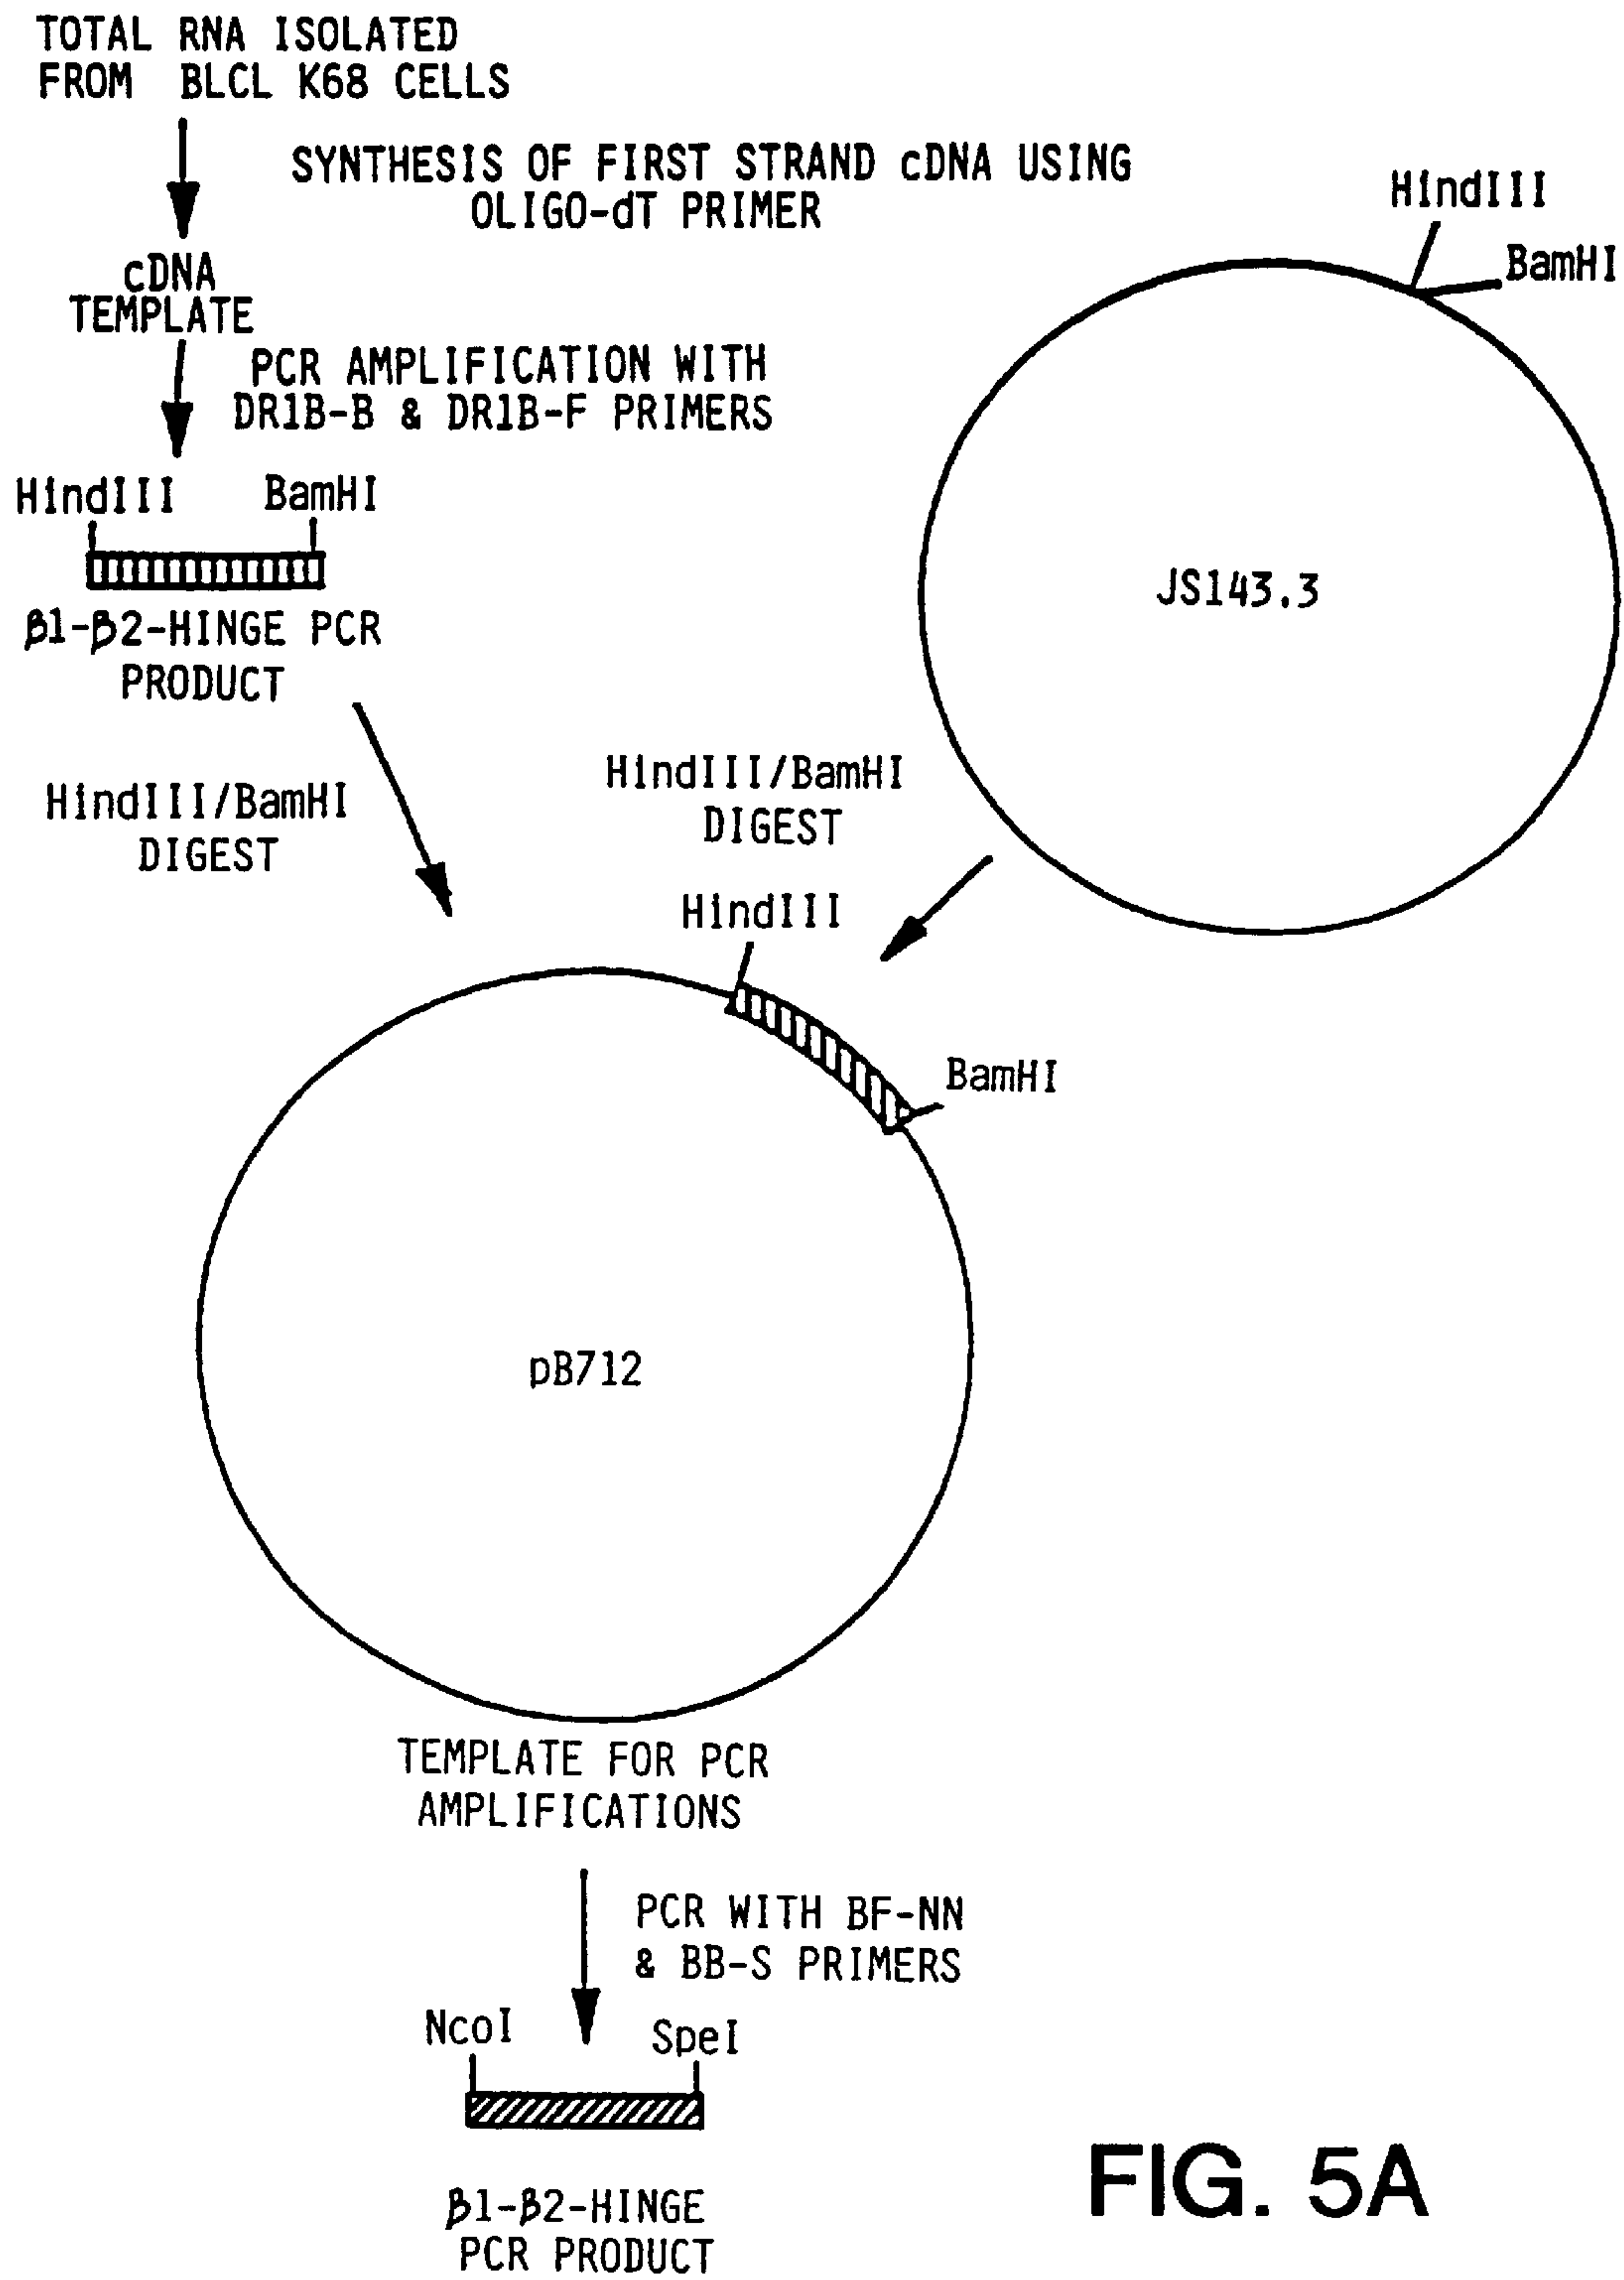 TOTAL RNA ISOLATED
FROM BLCL K68 CELLS
SYNTHESIS OF FIRST STRAND cDNA USING
OLIGO-dT PRIMER
cDNA
TEMPLATE
PCR AMPLIFICATION WITH
DR1B-B & DR1B-F PRIMERS
HindIII
BamHI
β1-β2-HINGE PCR
PRODUCT
HindIII
BamHI
JS143.3
HindIII/BamHI
DIGEST
HindIII/BamHI
DIGEST
HindIII
BamHI
pB712
TEMPLATE FOR PCR
AMPLIFICATIONS
PCR WITH BF-NN
& BB-S PRIMERS
NcoI
SpeI
β1-β2-HINGE
PCR PRODUCT
FIG. 5A